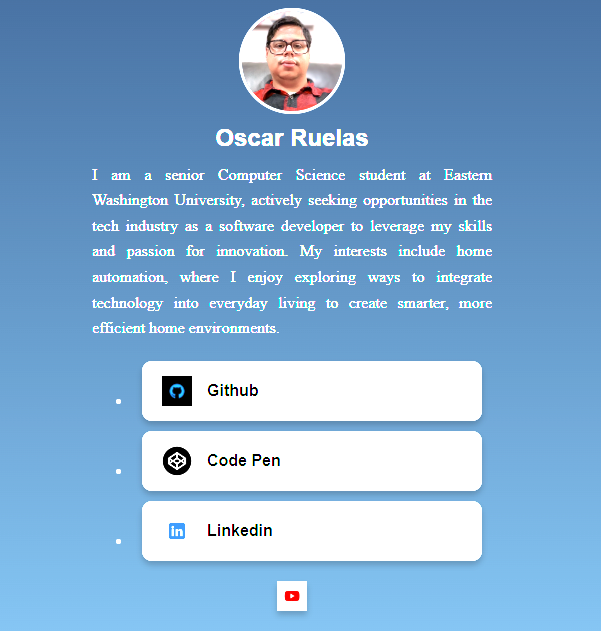 Oscar Ruelas
I am a senior Computer Science student at Eastern
Washington University, actively seeking opportunities in the
tech industry as a software developer to leverage my skills
and passion for innovation. My interests include home
automation, where I enjoy exploring ways to integrate
technology into everyday living to create smarter, more
efficient home environments.
Github
Code Pen
in
Linkedin